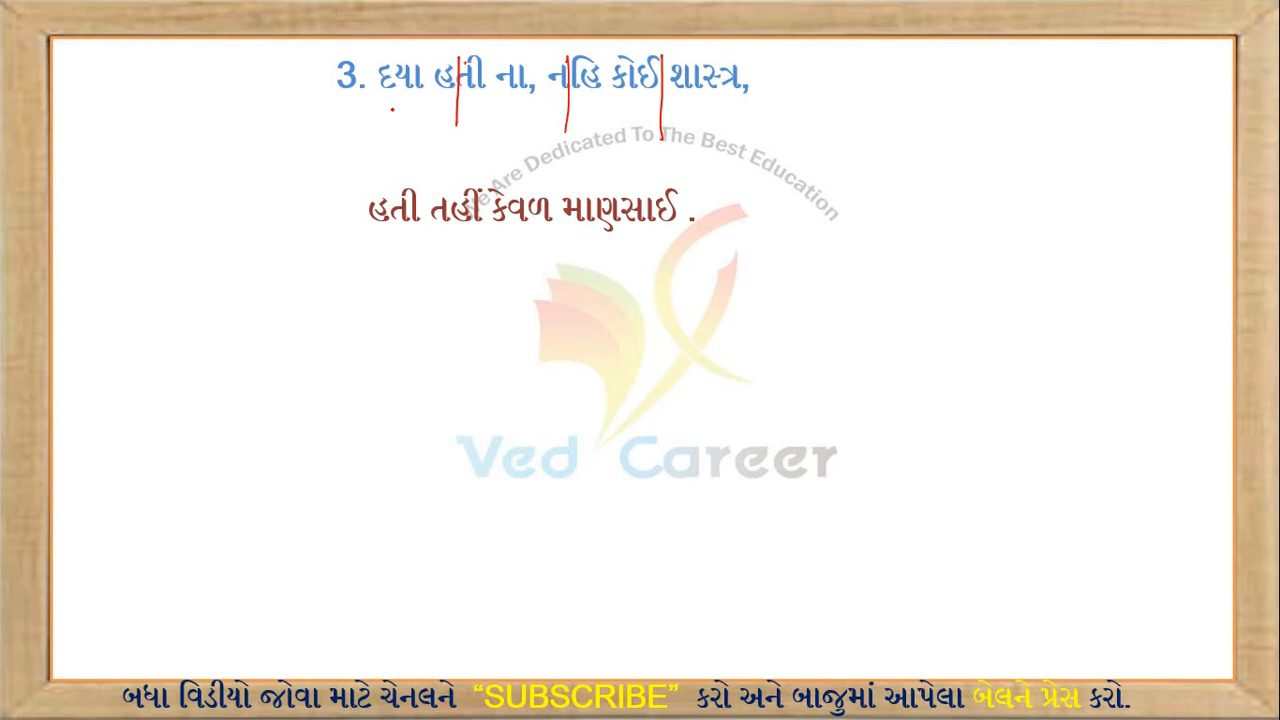 3. દયા હતી ના, નહિ કોઈ શાસ્ત્ર,
We Are Dedicated To The Best Education
હતી તહીં કેવળ માણસાઈ .
Ved Career
બધા વિડીયો જોવા માટે ચેનલને “SUBSCRIBE” કરો અને બાજુમાં આપેલા બેલને પ્રેસ કરો.